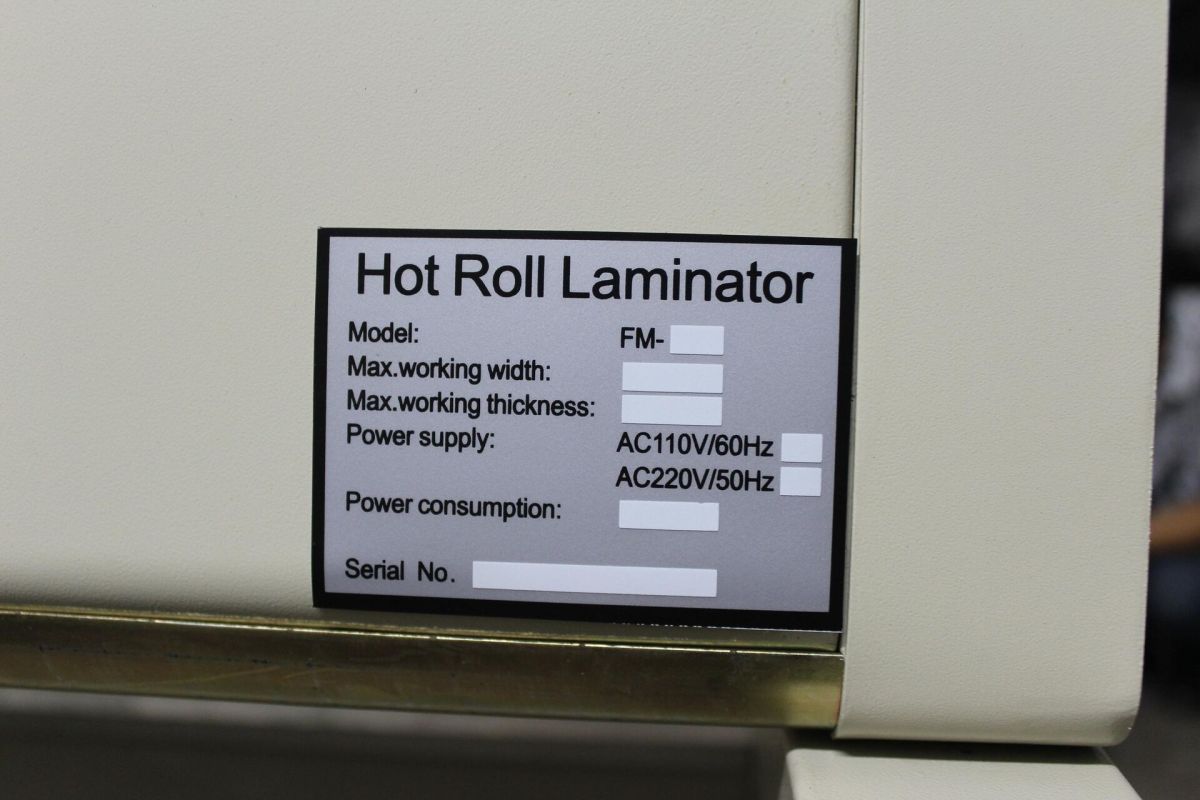 Hot Roll Laminator
Model: FM-
Max.working width:
Max.working thickness:
Power supply: AC110V/60Hz
AC220V/50Hz
Power consumption:
Serial No.